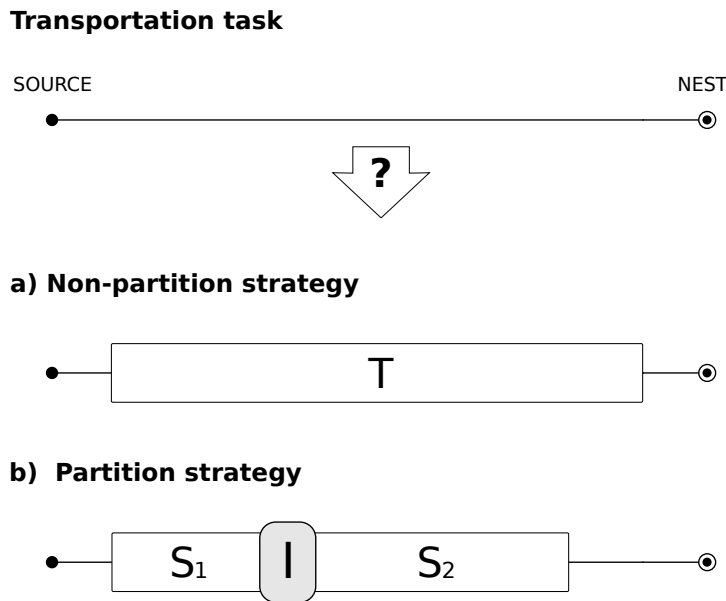 Transportation task
SOURCE NEST
?
a) Non-partition strategy
T
b) Partition strategy
S₁ I S₂